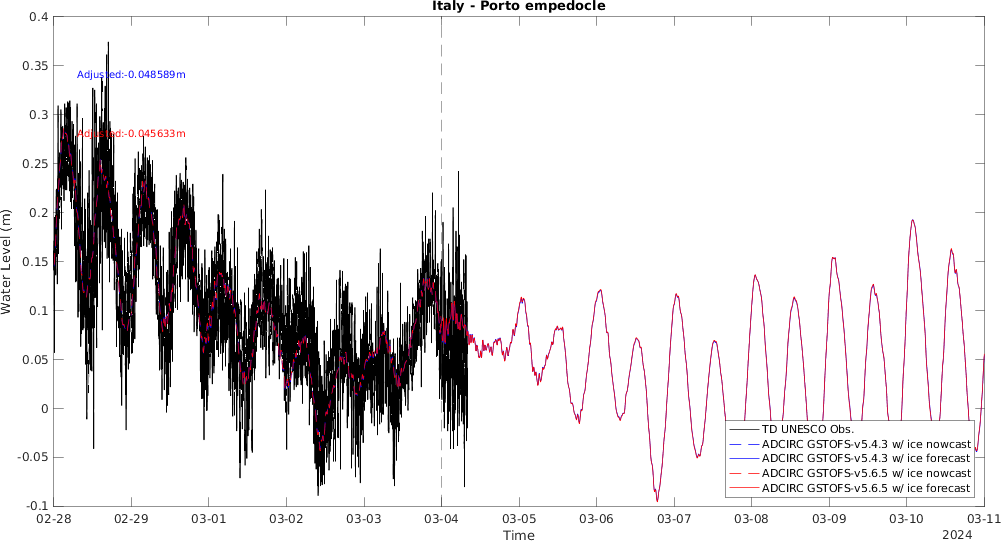 Italy - Porto empedocle
0.4
0.35
0.3
0.25
0.2
0.15
0.1
0.05
0
-0.05
-0.1
Water Level (m)
Adjusted:-0.048589m
Adjusted:-0.045633m
TD UNESCO Obs.
ADCIRC GSTOFS-v5.4.3 w/ ice nowcast
ADCIRC GSTOFS-v5.4.3 w/ ice forecast
ADCIRC GSTOFS-v5.6.5 w/ ice nowcast
ADCIRC GSTOFS-v5.6.5 w/ ice forecast
02-28 02-29 03-01 03-02 03-03 03-04 03-05 03-06 03-07 03-08 03-09 03-10 03-11
Time
2024